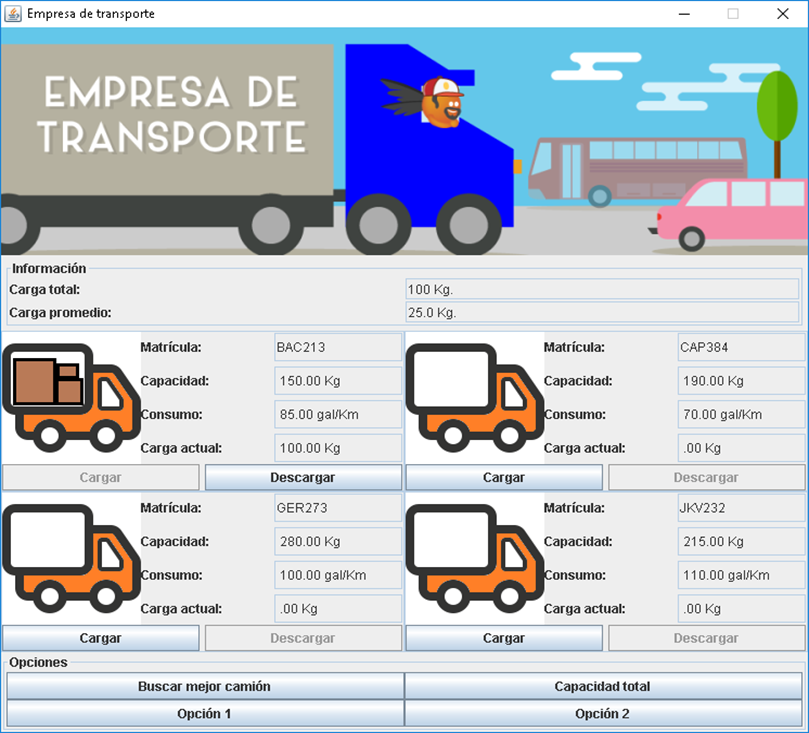 Empresa de transporte
EMPRESA DE
TRANSPORTE
Información
Carga total: 100 Kg.
Carga promedio: 25.0 Kg.
Matrícula: BAC213
Capacidad: 150.00 Kg
Consumo: 85.00 gal/Km
Carga actual: 100.00 Kg
Cargar Descargar
Matrícula: CAP384
Capacidad: 190.00 Kg
Consumo: 70.00 gal/Km
Carga actual: .00 Kg
Cargar Descargar
Matrícula: GER273
Capacidad: 280.00 Kg
Consumo: 100.00 gal/Km
Carga actual: .00 Kg
Cargar Descargar
Matrícula: JKV232
Capacidad: 215.00 Kg
Consumo: 110.00 gal/Km
Carga actual: .00 Kg
Cargar Descargar
Opciones
Buscar mejor camión Capacidad total
Opción 1 Opción 2